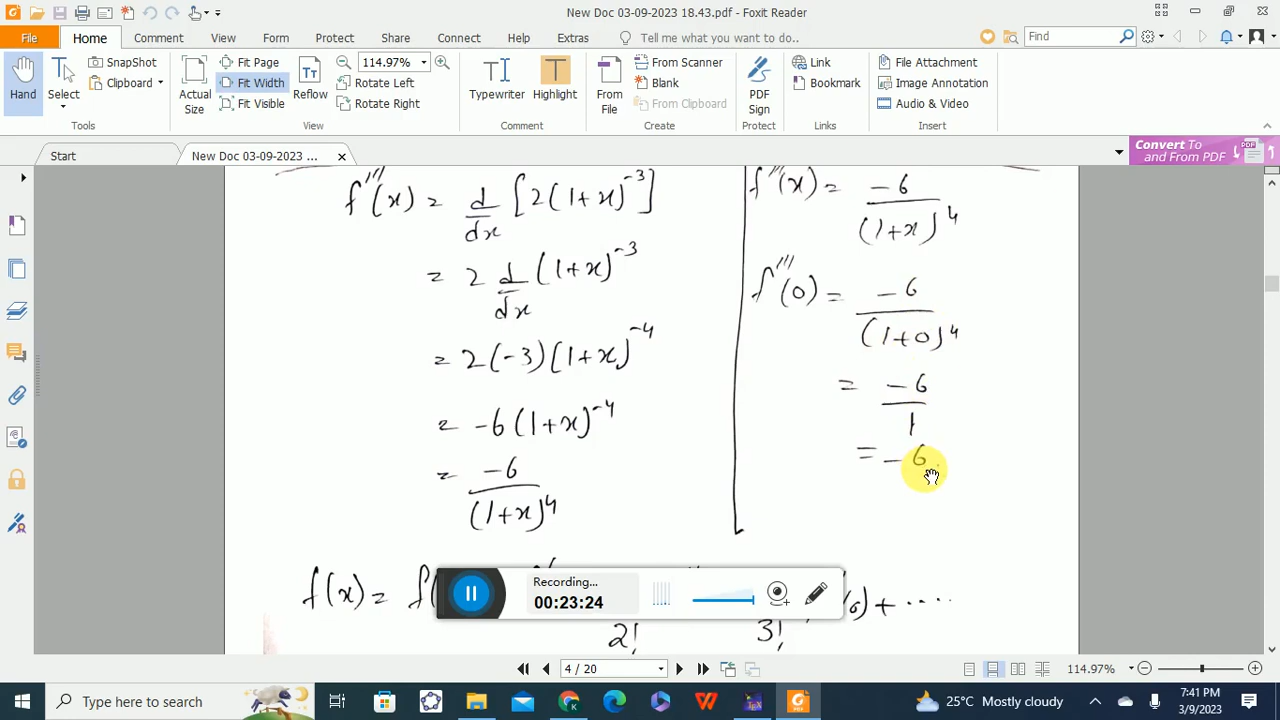 New Doc 03-09-2023 18.43.pdf - Foxit Reader
File Home Comment View Form Protect Share Connect Help Extras Tell me what you want to do... Find
Hand
Select
SnapShot
Clipboard
Actual Size
Fit Page
Fit Width
Fit Visible
Reflow
114.97%
Rotate Left
Rotate Right
Typewriter
Highlight
From File
From Scanner
Blank
From Clipboard
PDF Sign
Link
Bookmark
File Attachment
Image Annotation
Audio & Video
Tools View Comment Create Protect Links Insert
Start New Doc 03-09-2023 ... Convert To and From PDF PDF
f'''(x) = d/dx [2(1+x)^-3]
= 2 d/dx (1+x)^-3
= 2(-3)(1+x)^-4
= -6(1+x)^-4
= -6/(1+x)^4
f'''(x) = -6/(1+x)^4
f'''(0) = -6/(1+0)^4
= -6/1
= -6
f(x) =
+ ....
2! 3!
Recording...
00:23:24
4 / 20
114.97%
Type here to search
25°C Mostly cloudy
7:41 PM
3/9/2023